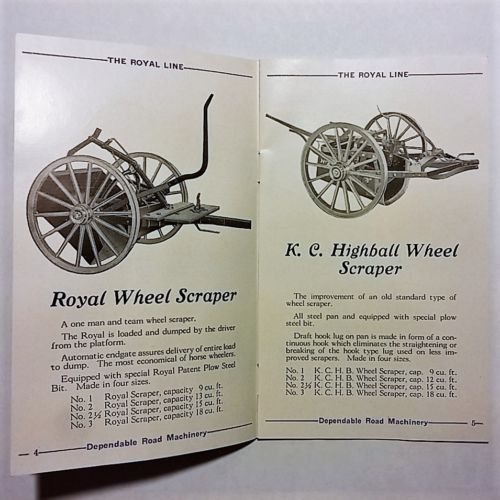 THE ROYAL LINE
Royal Wheel Scraper
A one man and team wheel scraper.
The Royal is loaded and dumped by the driver
from the platform.
Automatic endgate assures delivery of entire load
to dump. The most economical of horse wheelers.
Equipped with special Royal Patent Plow Steel
Bit. Made in four sizes.
No. 1 Royal Scraper, capacity 9 cu. ft.
No. 2 Royal Scraper, capacity 13 cu. ft.
No. 2½ Royal Scraper, capacity 15 cu. ft.
No. 3 Royal Scraper, capacity 18 cu. ft.
—4— Dependable Road Machinery
THE ROYAL LINE
K. C. Highball Wheel
Scraper
The improvement of an old standard type of
wheel scraper.
All steel pan and equipped with special plow
steel bit.
Draft hook lug on pan is made in form of a con-
tinuous hook which eliminates the straightening or
breaking of the hook type lug used on less im-
proved scrapers. Made in four sizes.
No. 1 K. C. H. B. Wheel Scraper, cap. 9 cu. ft.
No. 2 K. C. H. B. Wheel Scraper, cap. 12 cu. ft.
No. 2½ K. C. H. B. Wheel Scraper, cap. 15 cu. ft.
No. 3 K. C. H. B. Wheel Scraper, cap. 18 cu. ft.
Dependable Road Machinery 5—